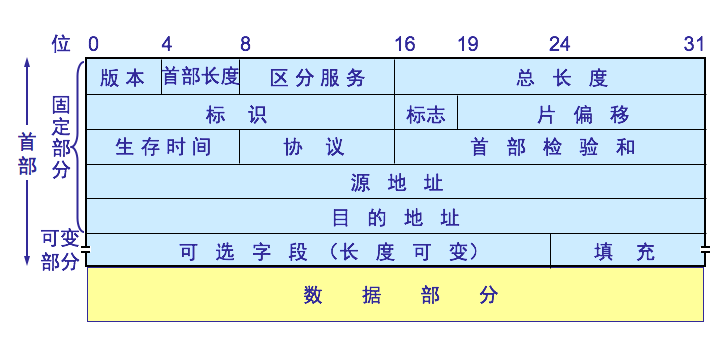 位 0 4 8 16 19 24 31
版本 首部长度 区分服务 总长度
标识 标志 片偏移
生存时间 协议 首部检验和
源地址
目的地址
可选字段（长度可变） 填充
数据部分
首部
固定部分
可变部分